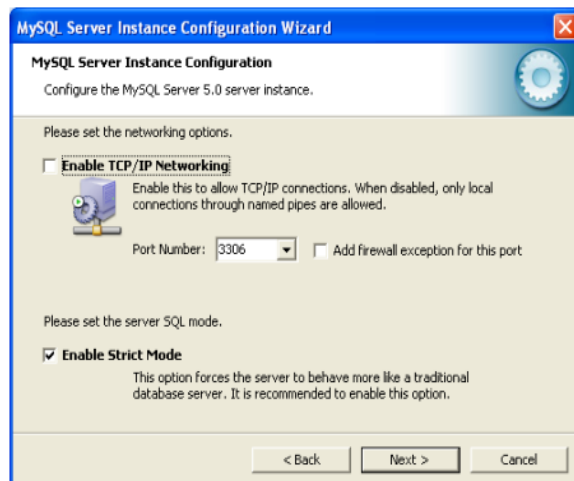 MySQL Server Instance Configuration Wizard
MySQL Server Instance Configuration
Configure the MySQL Server 5.0 server instance.
Please set the networking options.
Enable TCP/IP Networking
Enable this to allow TCP/IP connections. When disabled, only local
connections through named pipes are allowed.
Port Number: 3306 Add firewall exception for this port
Please set the server SQL mode.
Enable Strict Mode
This option forces the server to behave more like a traditional
database server. It is recommended to enable this option.
< Back Next > Cancel